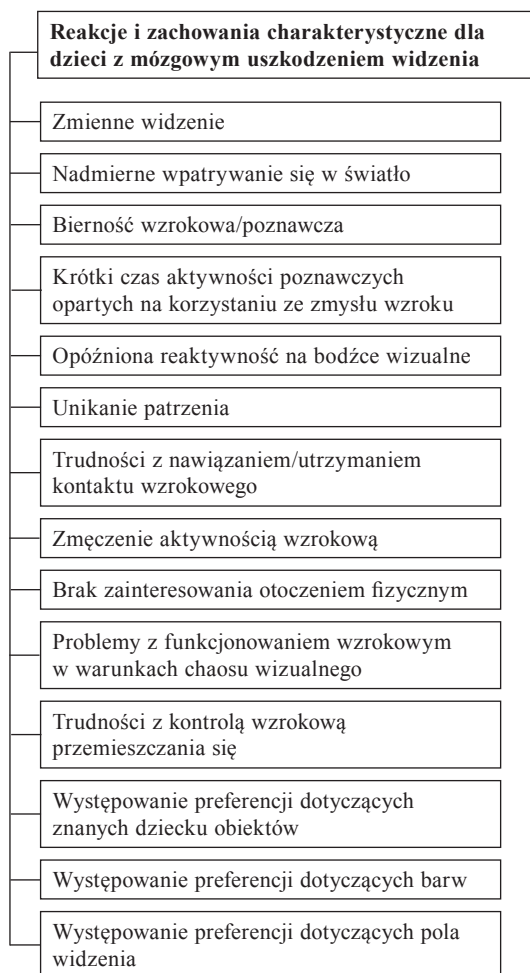 Reakcje i zachowania charakterystyczne dla
dzieci z mózgowym uszkodzeniem widzenia
Zmienne widzenie
Nadmierne wpatrywanie się w światło
Bierność wzrokowa/poznawcza
Krótki czas aktywności poznawczych
opartych na korzystaniu ze zmysłu wzroku
Opóźniona reaktywność na bodźce wizualne
Unikanie patrzenia
Trudności z nawiązaniem/utrzymaniem
kontaktu wzrokowego
Zmęczenie aktywnością wzrokową
Brak zainteresowania otoczeniem fizycznym
Problemy z funkcjonowaniem wzrokowym
w warunkach chaosu wizualnego
Trudności z kontrolą wzrokową
przemieszczania się
Występowanie preferencji dotyczących
znanych dziecku obiektów
Występowanie preferencji dotyczących barw
Występowanie preferencji dotyczących pola
widzenia